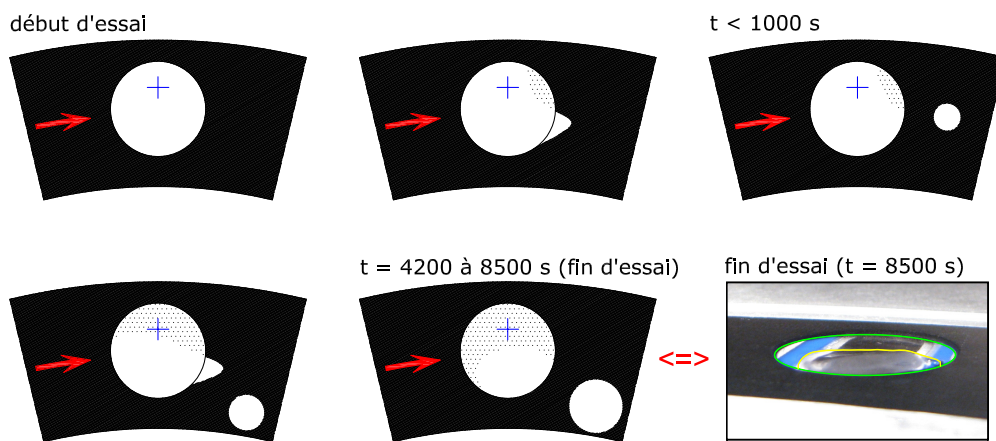 début d'essai
t < 1000 s
t = 4200 à 8500 s (fin d'essai)
fin d'essai (t = 8500 s)
<=>